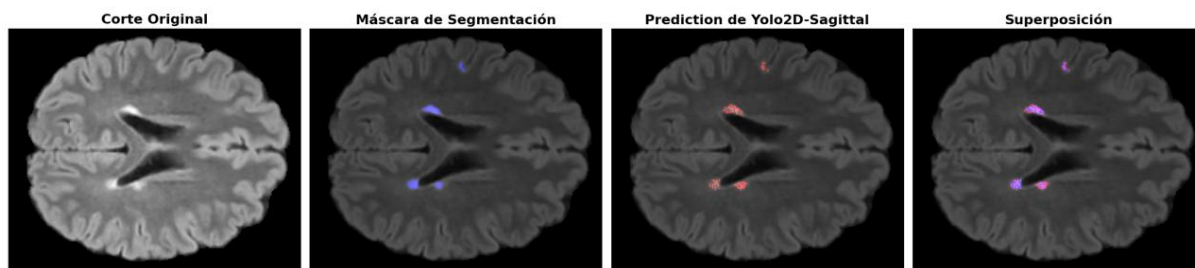 Corte Original
Máscara de Segmentación
Prediction de Yolo2D-Sagittal
Superposición